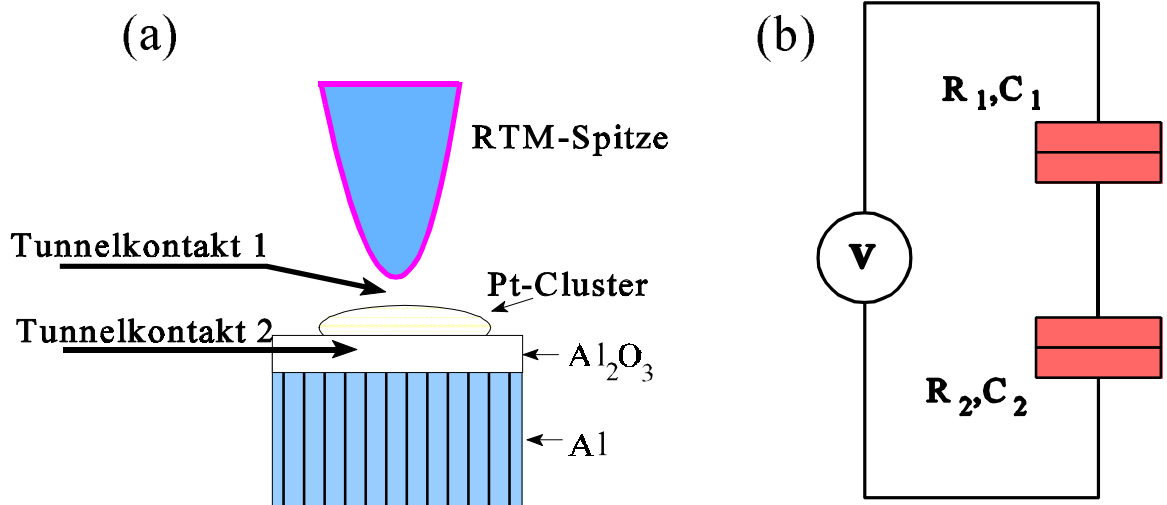 (a)
RTM-Spitze
Tunnelkontakt 1
Pt-Cluster
Tunnelkontakt 2
Al₂O₃
Al
(b)
R₁,C₁
V
R₂,C₂